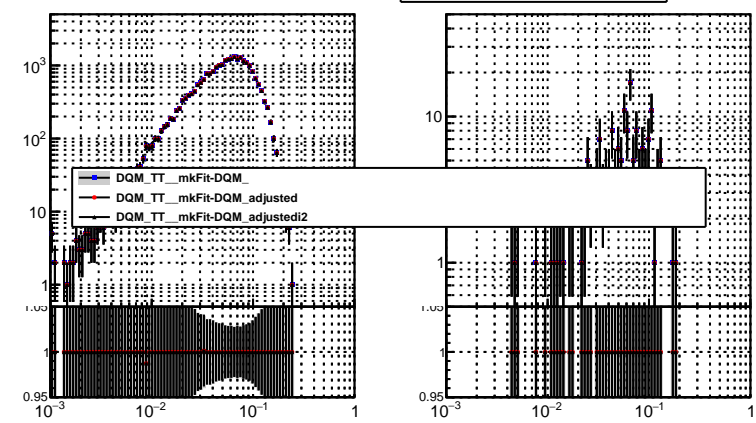 10³
10²
10
1
10
1
DQM_TT__mkFit-DQM_
DQM_TT__mkFit-DQM_adjusted
DQM_TT__mkFit-DQM_adjustedi2
1.05
1
0.95
1.05
1
0.95
10⁻³ 10⁻² 10⁻¹ 1
10⁻³ 10⁻² 10⁻¹ 1